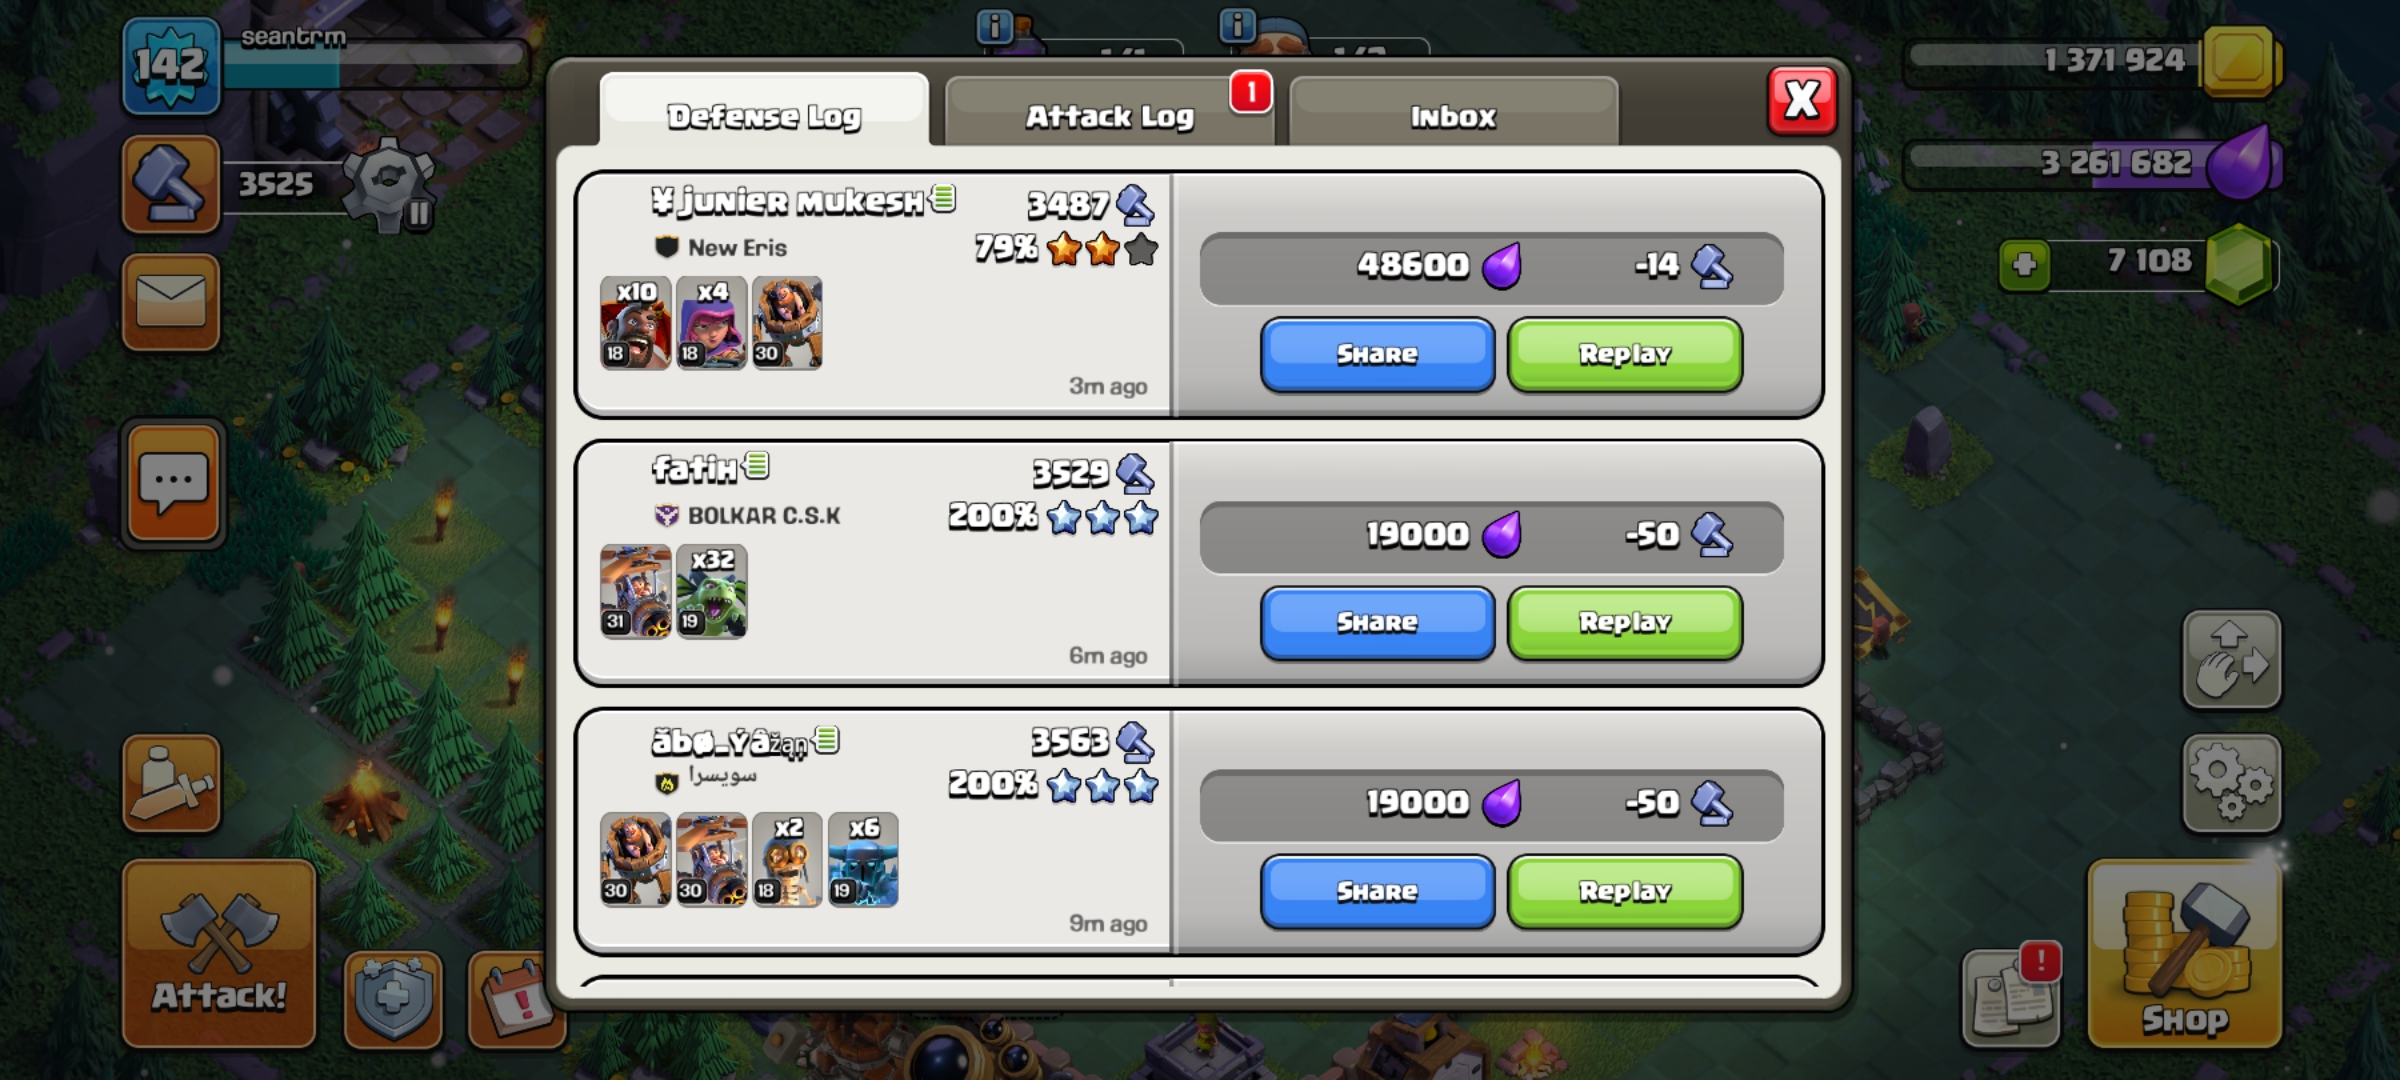 142
seantrm
3525
1 371 924
3 261 682
7 108
Defense Log
Attack Log
1
Inbox
X
¥ junier mukesh
3487
New Eris
79%
x10
x4
18
18
30
3m ago
48600
-14
Share
Replay
fatih
3529
BOLKAR C.S.K
200%
x32
31
19
6m ago
19000
-50
Share
Replay
ăbø_Ýâžąņ
3563
سويسرا
200%
x2
x6
30
30
18
19
9m ago
19000
-50
Share
Replay
Attack!
Shop